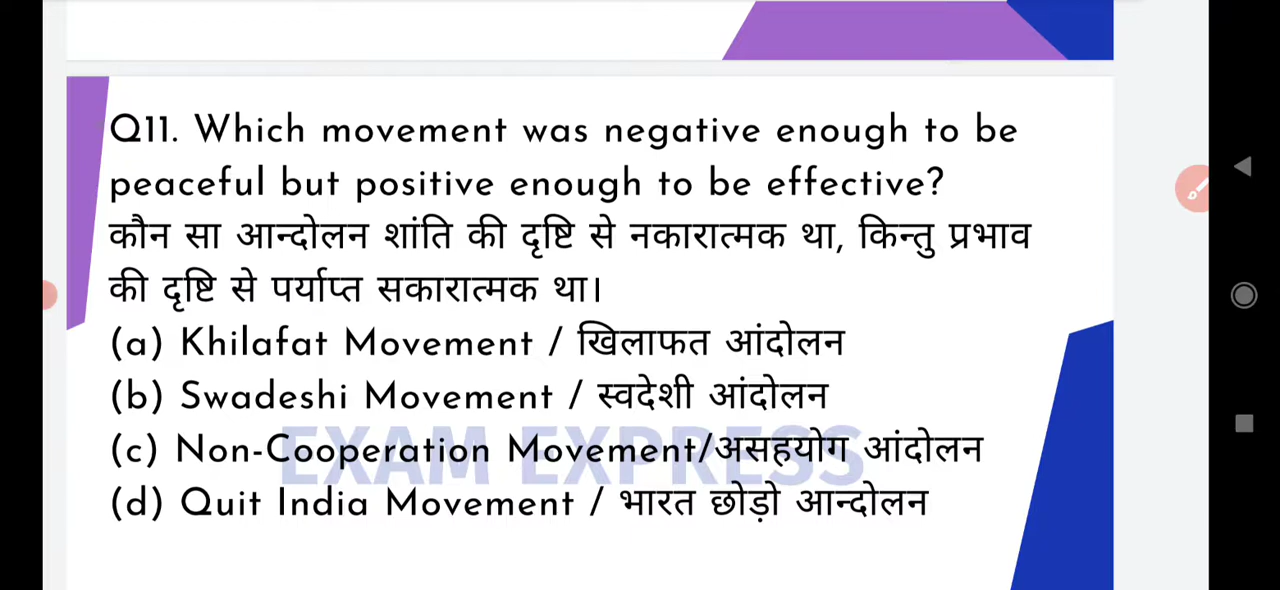 Q11. Which movement was negative enough to be
peaceful but positive enough to be effective?
कौन सा आन्दोलन शांति की दृष्टि से नकारात्मक था, किन्तु प्रभाव
की दृष्टि से पर्याप्त सकारात्मक था।
(a) Khilafat Movement / खिलाफत आंदोलन
(b) Swadeshi Movement / स्वदेशी आंदोलन
(c) Non-Cooperation Movement/असहयोग आंदोलन
EXAM EXPRESS
(d) Quit India Movement / भारत छोड़ो आन्दोलन